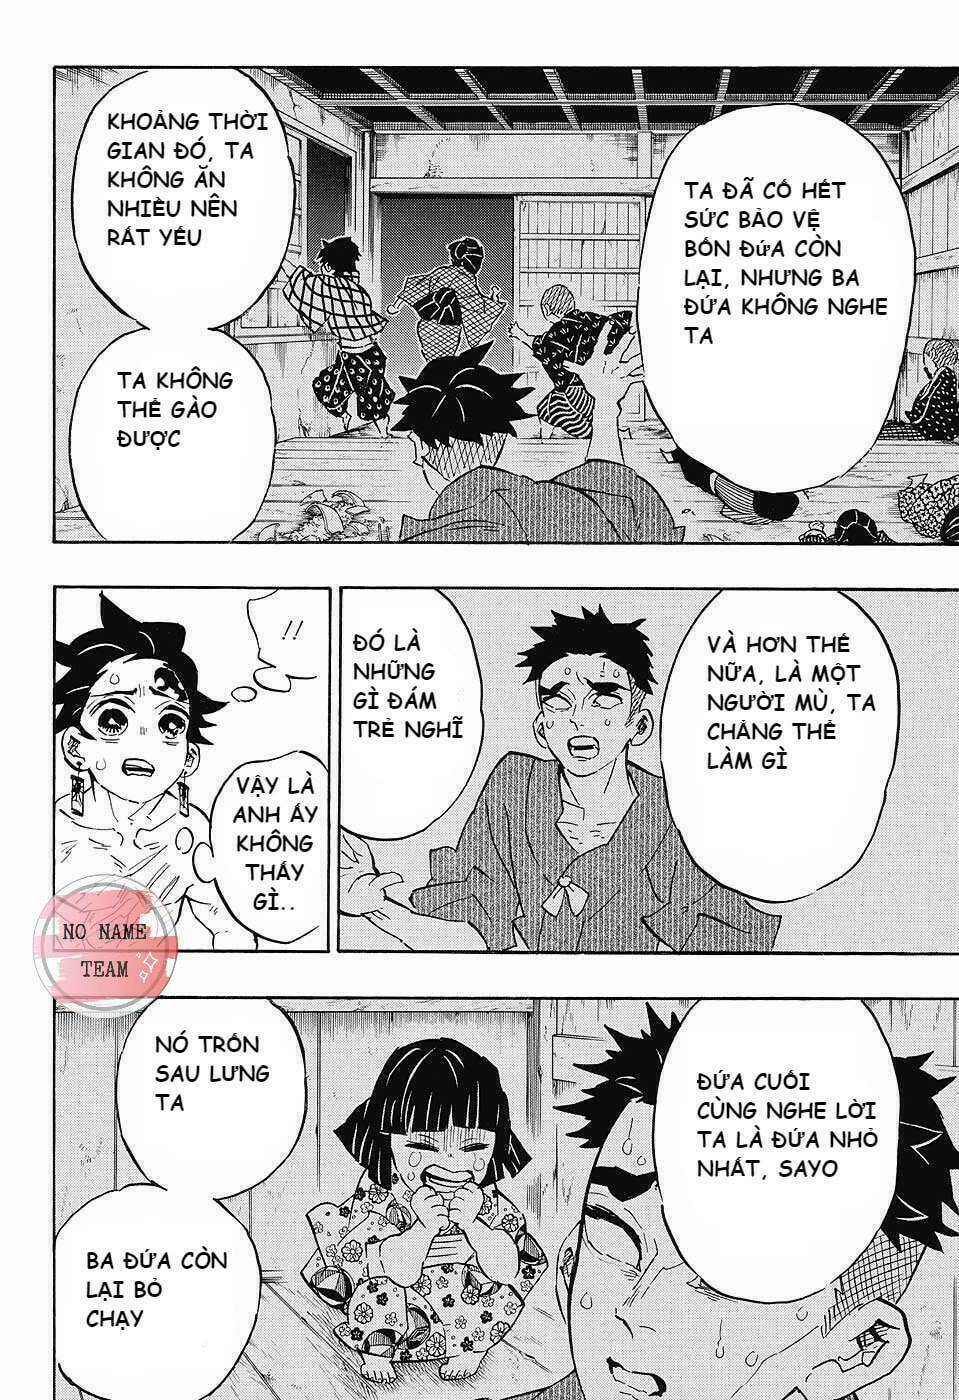 TA ĐÃ CỐ HẾT
SỨC BẢO VỆ
BỐN ĐứA CÒN
LẠI, NHƯNG BA
ĐỨA KHÔNG NGHE
TA
KHOẢNG THỜI
GIAN ĐÓ, TA
KHÔNG ĂN
NHIỀU NÊN
RẤT YẾU
TA KHÔNG
THỂ GÀO
ĐƯỢC
VÀ HƠN THẾ
NỮA, LÀ MỘT
NGƯỜI MÙ, TA
CHẲNG THỂ
LÀM GÌ
ĐÓ LÀ
NHỮNG
GÌ ĐÁM
TRẺ NGHĨ
!!
VẬY LÀ
ANH ẤY
KHÔNG
THẤY
GÌ..
NO NAME
TEAM
ĐỨA CUỐI
CÙNG NGHE LỜI
TA LÀ ĐỨA NHỎ
NHẤT, SAYO
NÓ TRỐN
SAU LƯNG
TA
BA ĐỨA CÒN
LẠI BỎ
CHẠY